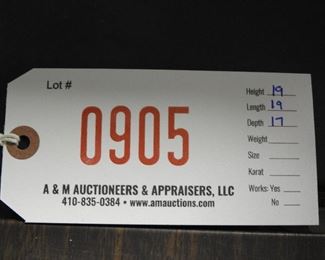 Lot #
0905
Height 19
Length 19
Depth 17
Weight
Size
Karat
Works: Yes
No
A & M AUCTIONEERS & APPRAISERS, LLC
410-835-0384 • www.amauctions.com